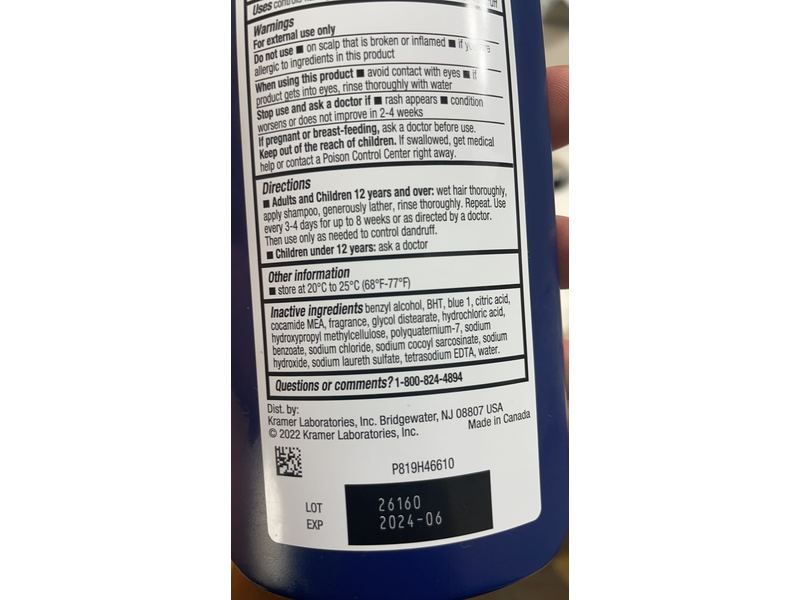 Uses
Warnings
For external use only
Do not use ■ on scalp that is broken or inflamed ■ if
allergic to ingredients in this product
When using this product ■ avoid contact with eyes ■ if
product gets into eyes, rinse thoroughly with water
Stop use and ask a doctor if ■ rash appears ■ condition
worsens or does not improve in 2-4 weeks
If pregnant or breast-feeding, ask a doctor before use.
Keep out of the reach of children. If swallowed, get medical
help or contact a Poison Control Center right away.
Directions
■ Adults and Children 12 years and over: wet hair thoroughly,
apply shampoo, generously lather, rinse thoroughly. Repeat. Use
every 3-4 days for up to 8 weeks or as directed by a doctor.
Then use only as needed to control dandruff.
■ Children under 12 years: ask a doctor
Other information
■ store at 20°C to 25°C (68°F-77°F)
Inactive ingredients benzyl alcohol, BHT, blue 1, citric acid,
cocamide MEA, fragrance, glycol distearate, hydrochloric acid,
hydroxypropyl methylcellulose, polyquaternium-7, sodium
benzoate, sodium chloride, sodium cocoyl sarcosinate, sodium
hydroxide, sodium laureth sulfate, tetrasodium EDTA, water.
Questions or comments? 1-800-824-4894
Dist. by:
Kramer Laboratories, Inc. Bridgewater, NJ 08807 USA
© 2022 Kramer Laboratories, Inc. Made in Canada
P819H46610
LOT 26160
EXP 2024-06